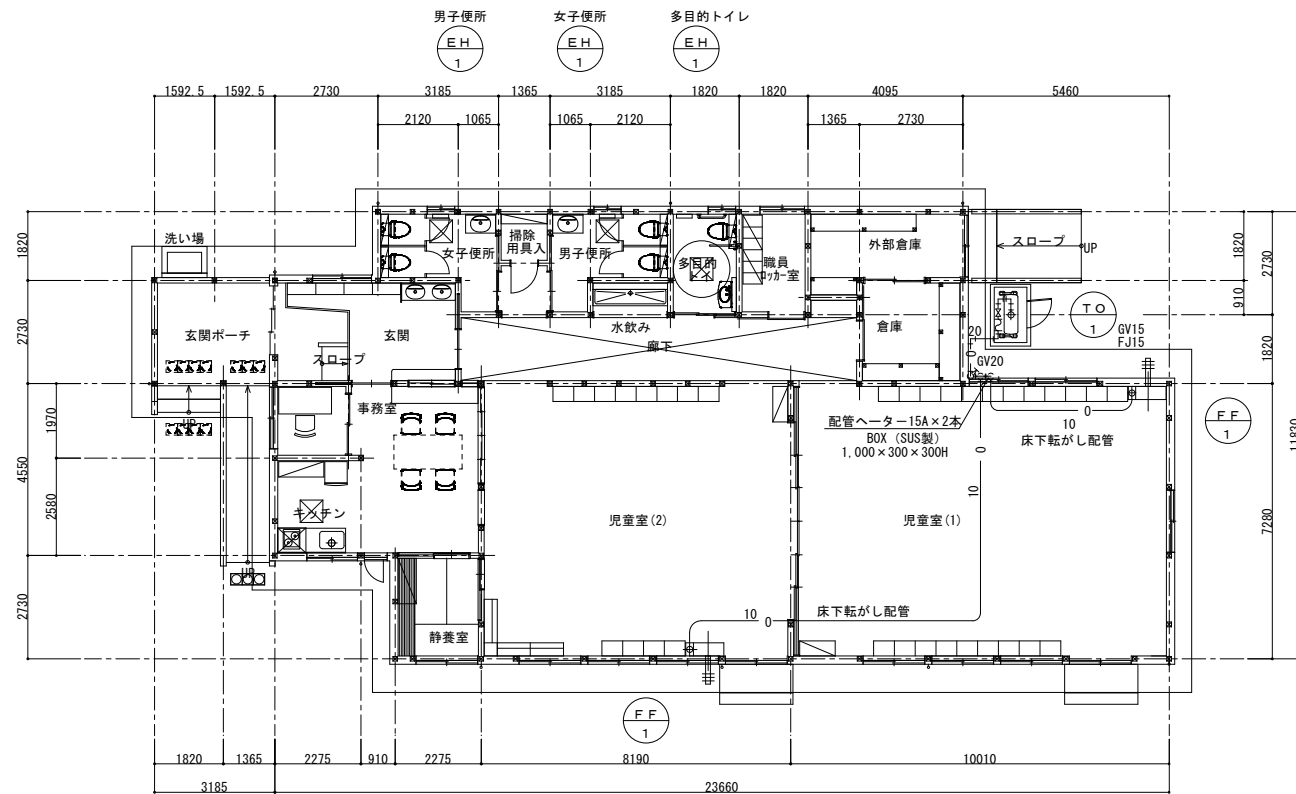 男子便所 女子便所 多目的トイレ
EH EH EH
1 1 1
1592.5 1592.5 2730 3185 1365 3185 1820 1820 4095 5460
2120 1065 1065 2120 1365 2730
洗い場
女子便所
掃除
用具入
男子便所
多目的
職員
ロッカー室
外部倉庫
スロープ
UP
1820
2730
1970
4550
2580
2730
1820
910
2730
1820
7280
11830
玄関ポーチ
玄関
スロープ
水飲み
廊下
倉庫
TO
1
GV15
FJ15
20
0
GV20
UP
事務室
配管ヒーター15A×2本
BOX (SUS製)
1,000×300×300H
0
10
床下転がし配管
FF
1
キッチン
児童室(2)
児童室(1)
0
10
UP
静養室
10
0
床下転がし配管
FF
1
1820 1365 2275 910 2275 8190 10010
3185 23660